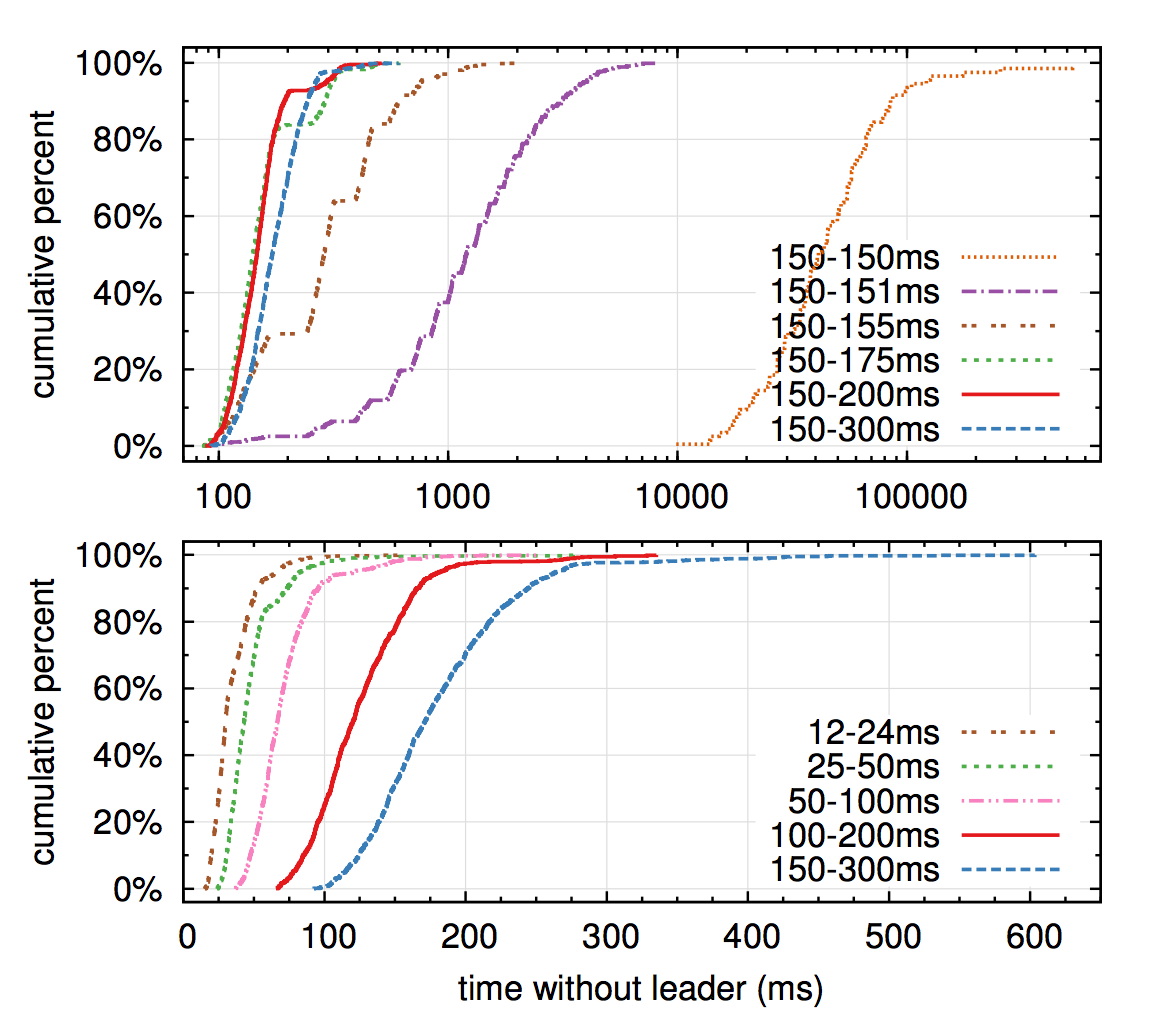 100%
80%
60%
40%
20%
0%
cumulative percent
150-150ms
150-151ms
150-155ms
150-175ms
150-200ms
150-300ms
100 1000 10000 100000
100%
80%
60%
40%
20%
0%
cumulative percent
12-24ms
25-50ms
50-100ms
100-200ms
150-300ms
0 100 200 300 400 500 600
time without leader (ms)